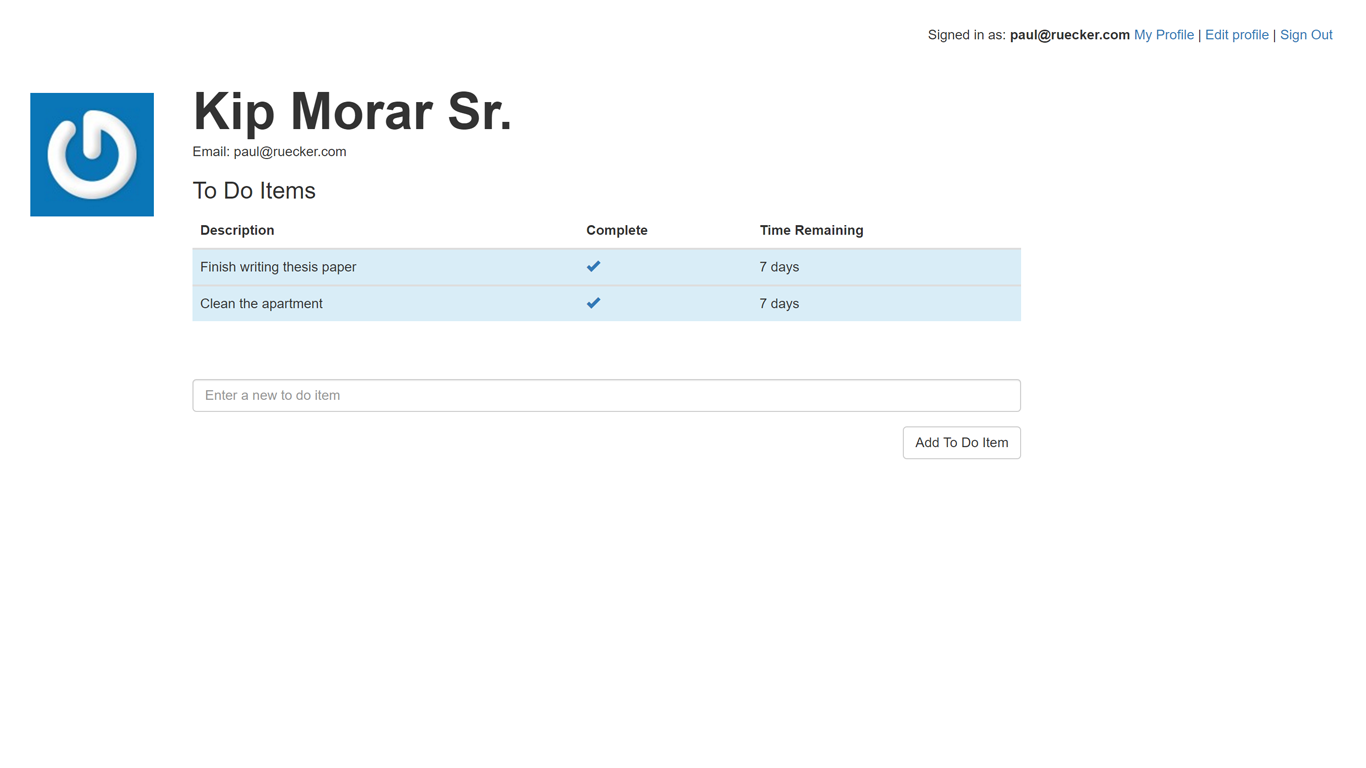 Signed in as: paul@ruecker.com My Profile | Edit profile | Sign Out
Kip Morar Sr.
Email: paul@ruecker.com
To Do Items
Description Complete Time Remaining
Finish writing thesis paper 7 days
Clean the apartment 7 days
Enter a new to do item
Add To Do Item